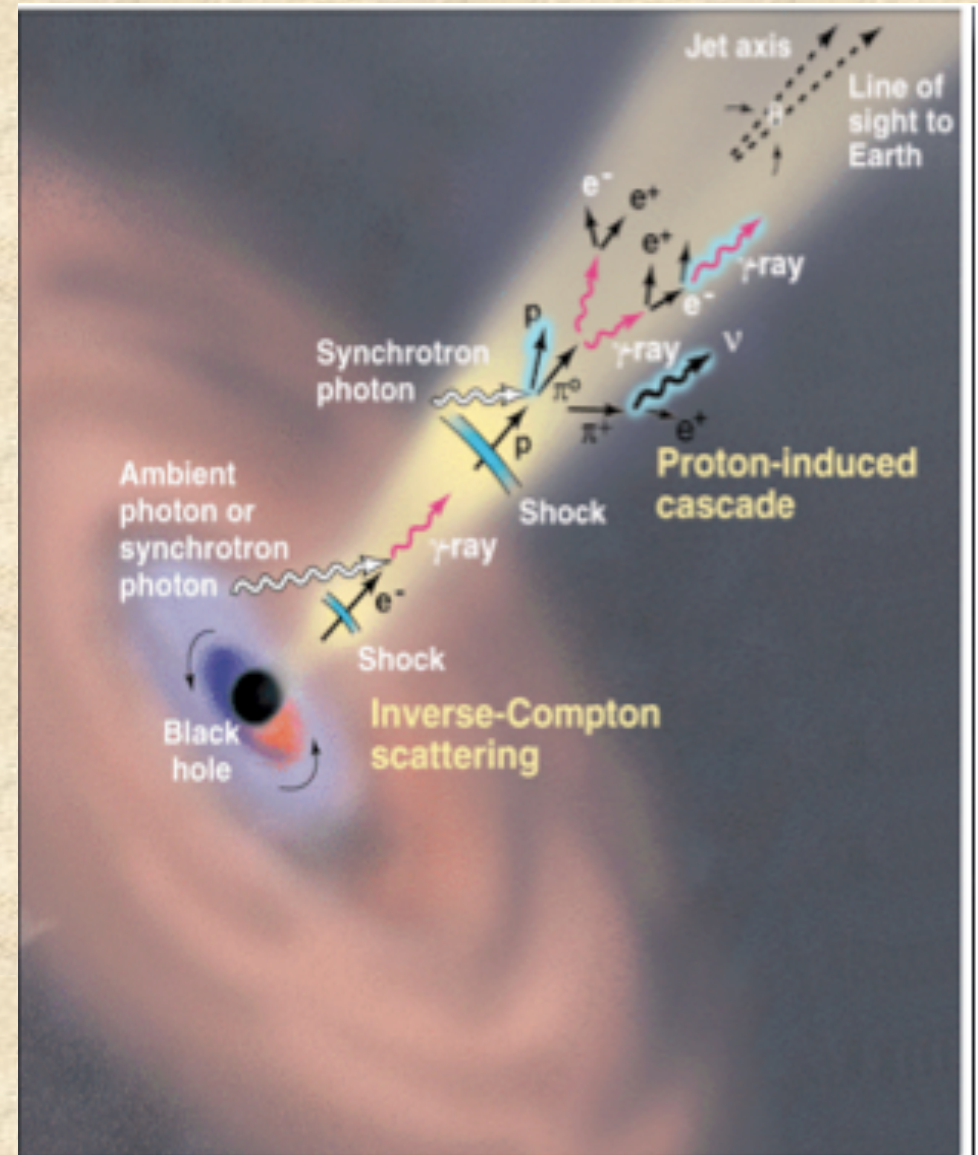 Jet axis
Line of
sight to
Earth
θ
e⁻
e⁺
e⁺
γ-ray
e⁻
p
Synchrotron
photon
γ-ray
ν
π⁰
π⁺
e⁺
p
Proton-induced
cascade
Shock
Ambient
photon or
synchrotron
photon
γ-ray
e⁻
Shock
Inverse-Compton
scattering
Black
hole